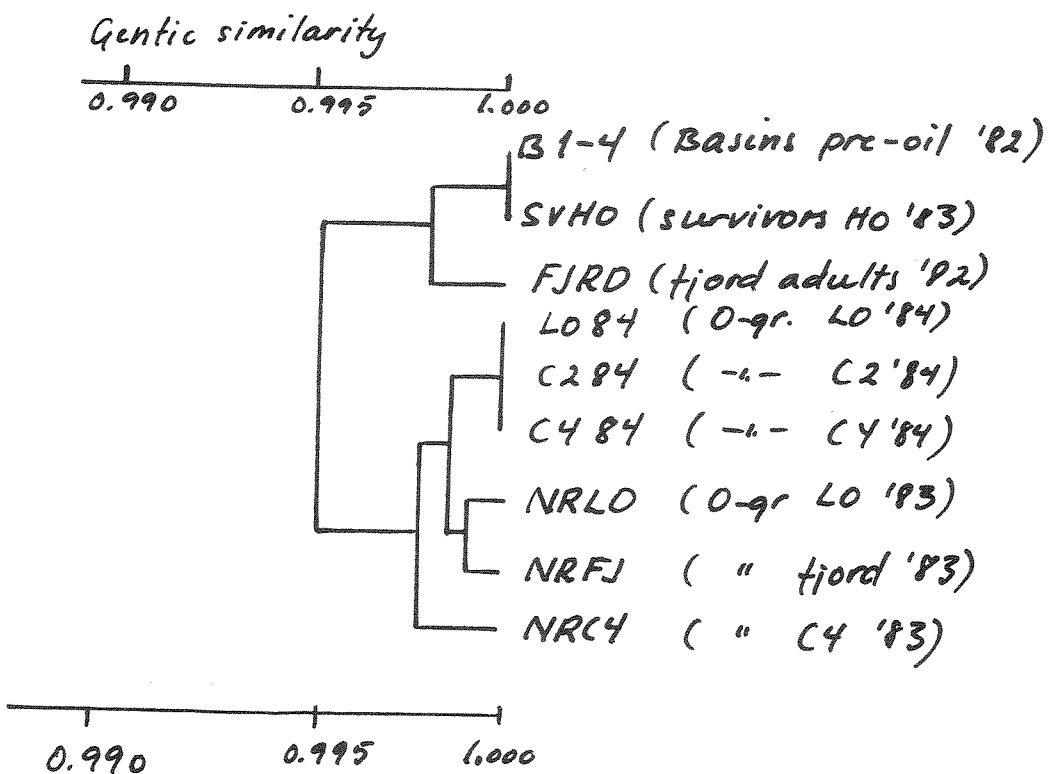 Gentic similarity
0.990 0.995 1.000
B1-4 (Basins pre-oil '82)
SVHO (survivors HO '83)
FJRD (fjord adults '82)
LO84 (0-gr. LO '84)
C284 (-"- C2 '84)
C484 (-"- C4 '84)
NRLO (0-gr LO '83)
NRFJ ( " fjord '83)
NRC4 ( " C4 '83)
0.990 0.995 1.000